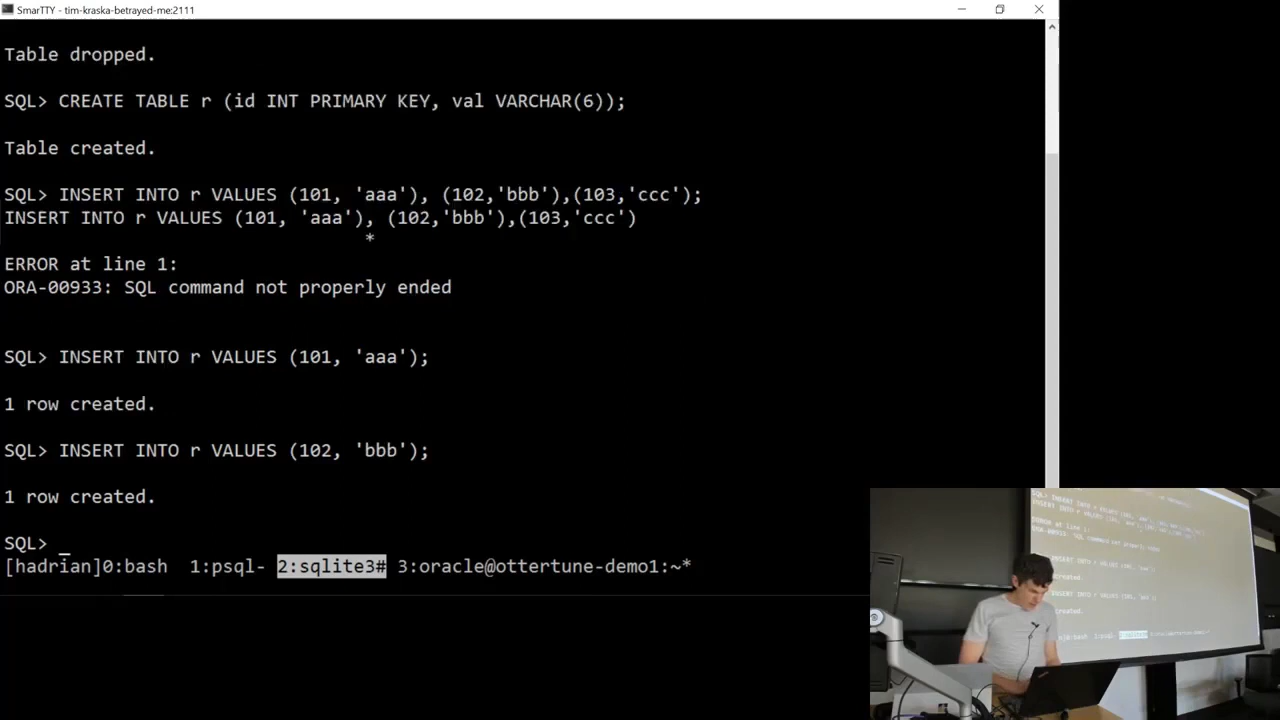 SmarTTY - tim-kraska-betrayed-me:2111
Table dropped.
SQL> CREATE TABLE r (id INT PRIMARY KEY, val VARCHAR(6));
Table created.
SQL> INSERT INTO r VALUES (101, 'aaa'), (102,'bbb'),(103,'ccc');
INSERT INTO r VALUES (101, 'aaa'), (102,'bbb'),(103,'ccc')
*
ERROR at line 1:
ORA-00933: SQL command not properly ended
SQL> INSERT INTO r VALUES (101, 'aaa');
1 row created.
SQL> INSERT INTO r VALUES (102, 'bbb');
1 row created.
SQL> _
[hadrian]0:bash  1:psql- 2:sqlite3# 3:oracle@ottertune-demo1:~*